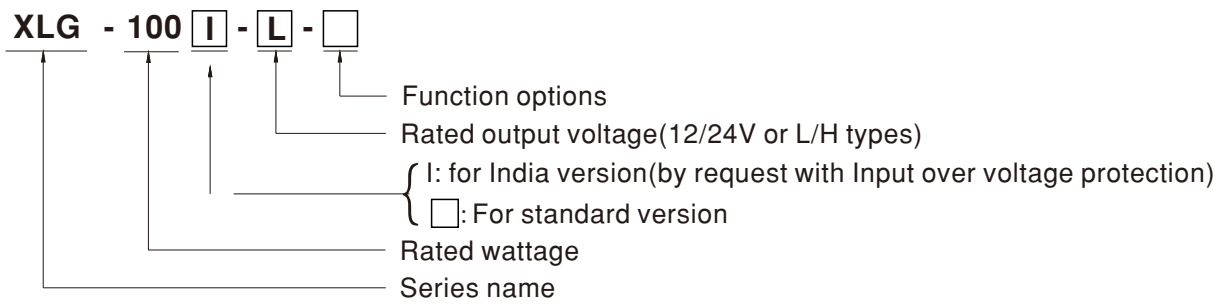 XLG - 100 I - L - □
Function options
Rated output voltage(12/24V or L/H types)
I: for India version(by request with Input over voltage protection)
□: For standard version
Rated wattage
Series name